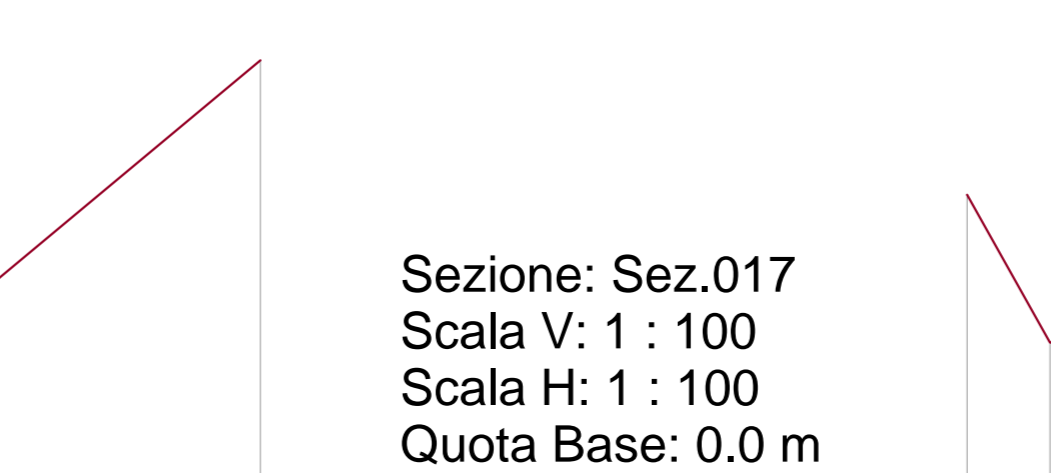 Sezione: Sez.017
Scala V: 1 : 100
Scala H: 1 : 100
Quota Base: 0.0 m